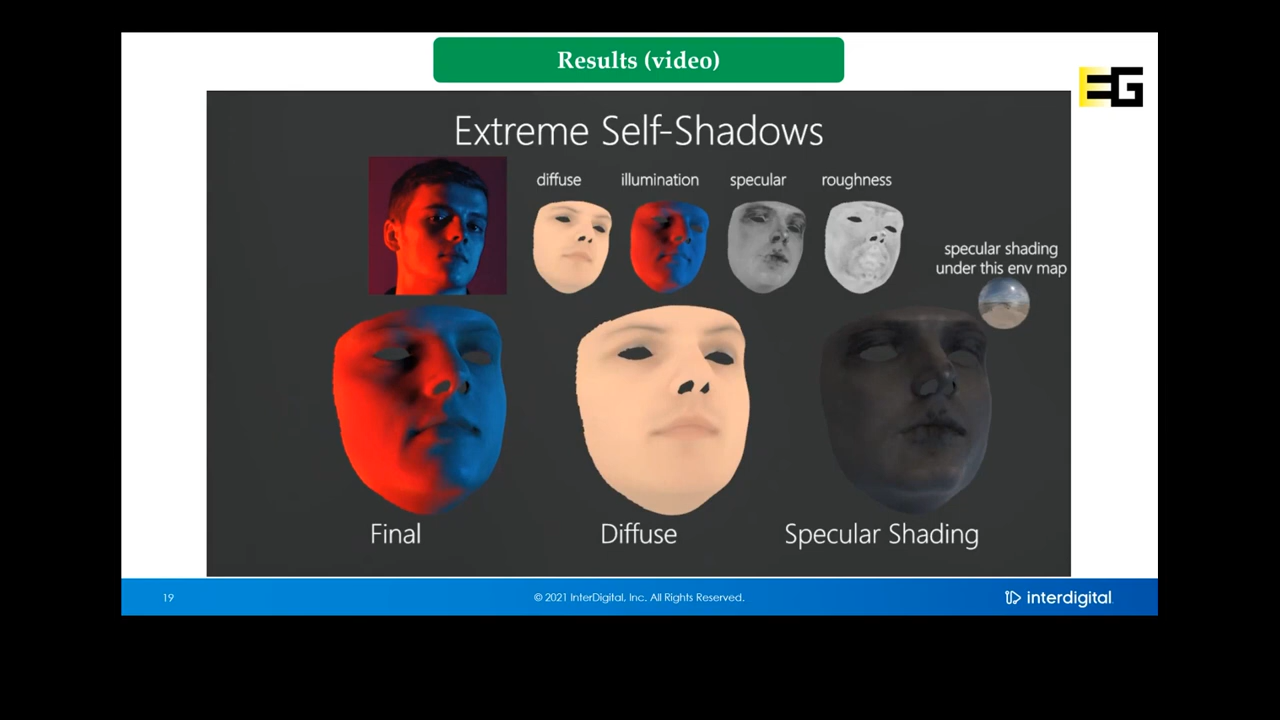 Results (video)
EG
Extreme Self-Shadows
diffuse illumination specular roughness
specular shading
under this env map
Final Diffuse Specular Shading
19 © 2021 InterDigital, Inc. All Rights Reserved. interdigital